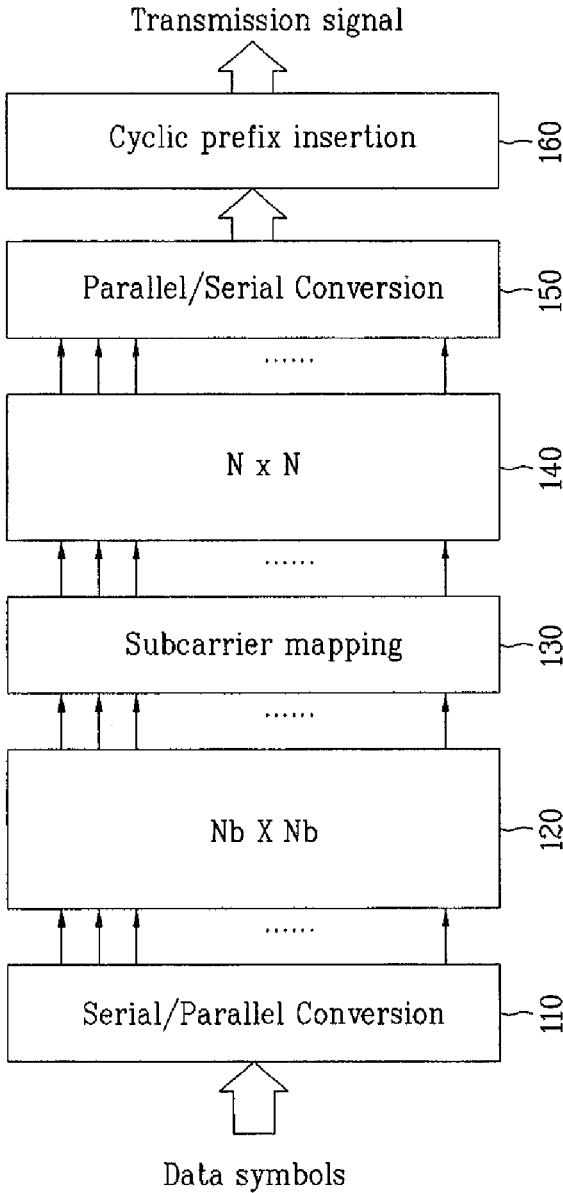 Transmission signal
Cyclic prefix insertion
160
Parallel/Serial Conversion
150
......
N x N
140
......
Subcarrier mapping
130
......
Nb X Nb
120
......
Serial/Parallel Conversion
110
Data symbols